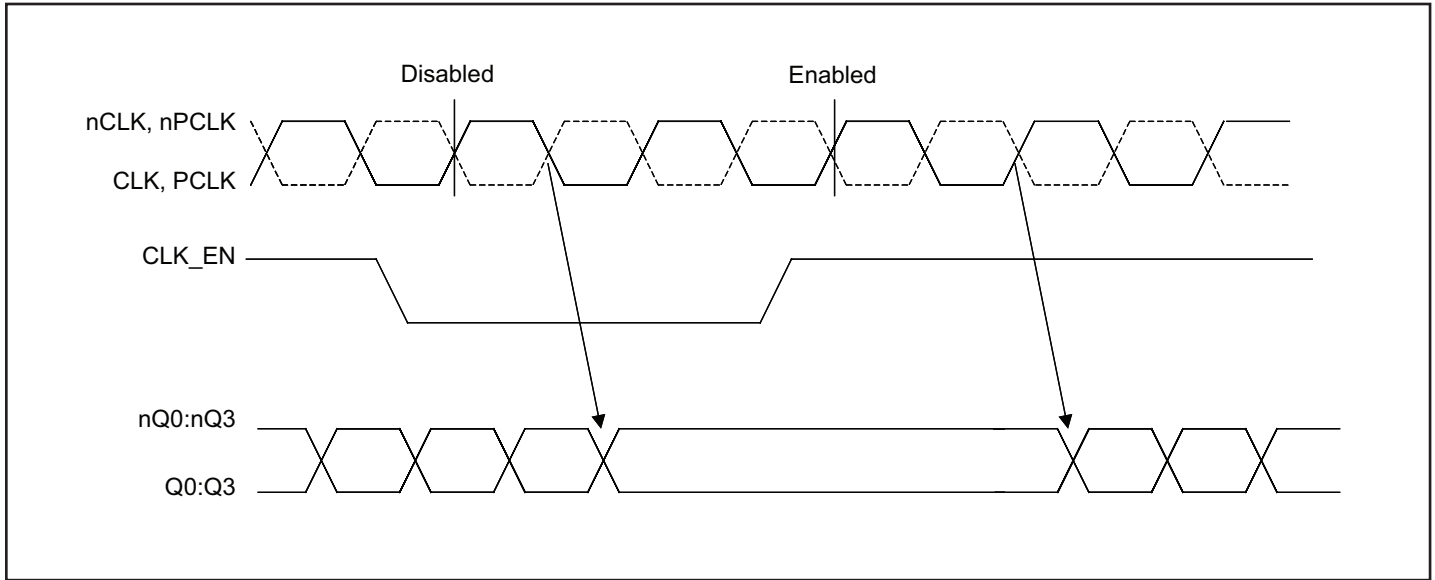 Disabled
Enabled
nCLK, nPCLK
CLK, PCLK
CLK_EN
nQ0:nQ3
Q0:Q3